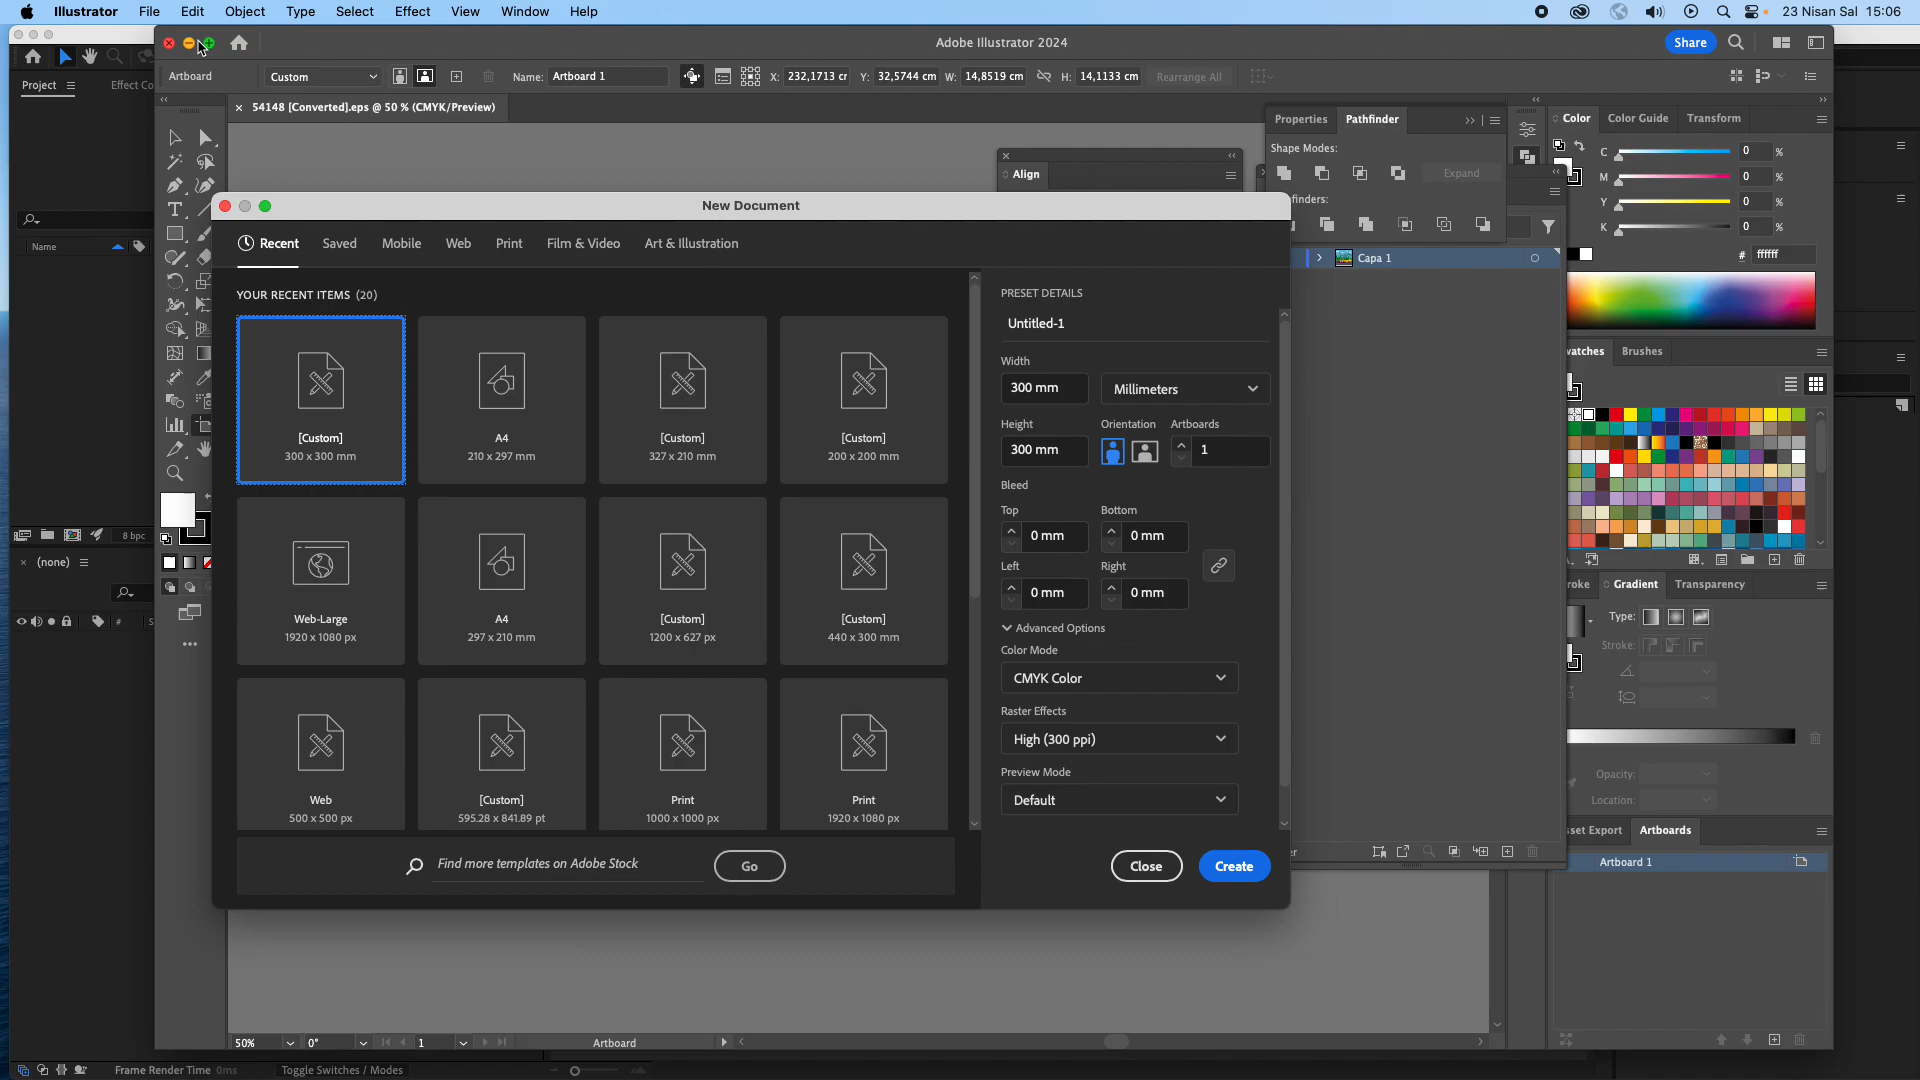 Illustrator File Edit Object Type Select Effect View Window Help 23 Nisan Sal 15:06
Adobe Illustrator 2024 Share
Artboard Custom Name: Artboard 1 X: 232,1713 cm Y: 32,5744 cm W: 14,8519 cm H: 14,1133 cm Rearrange All
Project Effect Co
54148 [Converted].eps @ 50 % (CMYK/Preview)
Properties Pathfinder
Color Color Guide Transform
Shape Modes:
Expand
Align
C 0 %
M 0 %
Y 0 %
K 0 %
# ffffff
New Document
Recent Saved Mobile Web Print Film & Video Art & Illustration
Name
Capa 1
YOUR RECENT ITEMS (20)
PRESET DETAILS
Untitled-1
Width
300 mm Millimeters
Height Orientation Artboards
300 mm 1
Bleed
Top Bottom
0 mm 0 mm
Left Right
0 mm 0 mm
Advanced Options
Color Mode
CMYK Color
Raster Effects
High (300 ppi)
Preview Mode
Default
[Custom] A4 [Custom] [Custom]
300 x 300 mm 210 x 297 mm 327 x 210 mm 200 x 200 mm
Web-Large A4 [Custom] [Custom]
1920 x 1080 px 297 x 210 mm 1200 x 627 px 440 x 300 mm
Web [Custom] Print Print
500 x 500 px 595.28 x 841.89 pt 1000 x 1000 px 1920 x 1080 px
Find more templates on Adobe Stock Go
Close Create
watches Brushes
8 bpc
(none)
#
roke Gradient Transparency
Type:
Stroke:
Opacity:
Location:
sset Export Artboards
Artboard 1
50% 0° 1 Artboard
Frame Render Time 0ms Toggle Switches / Modes